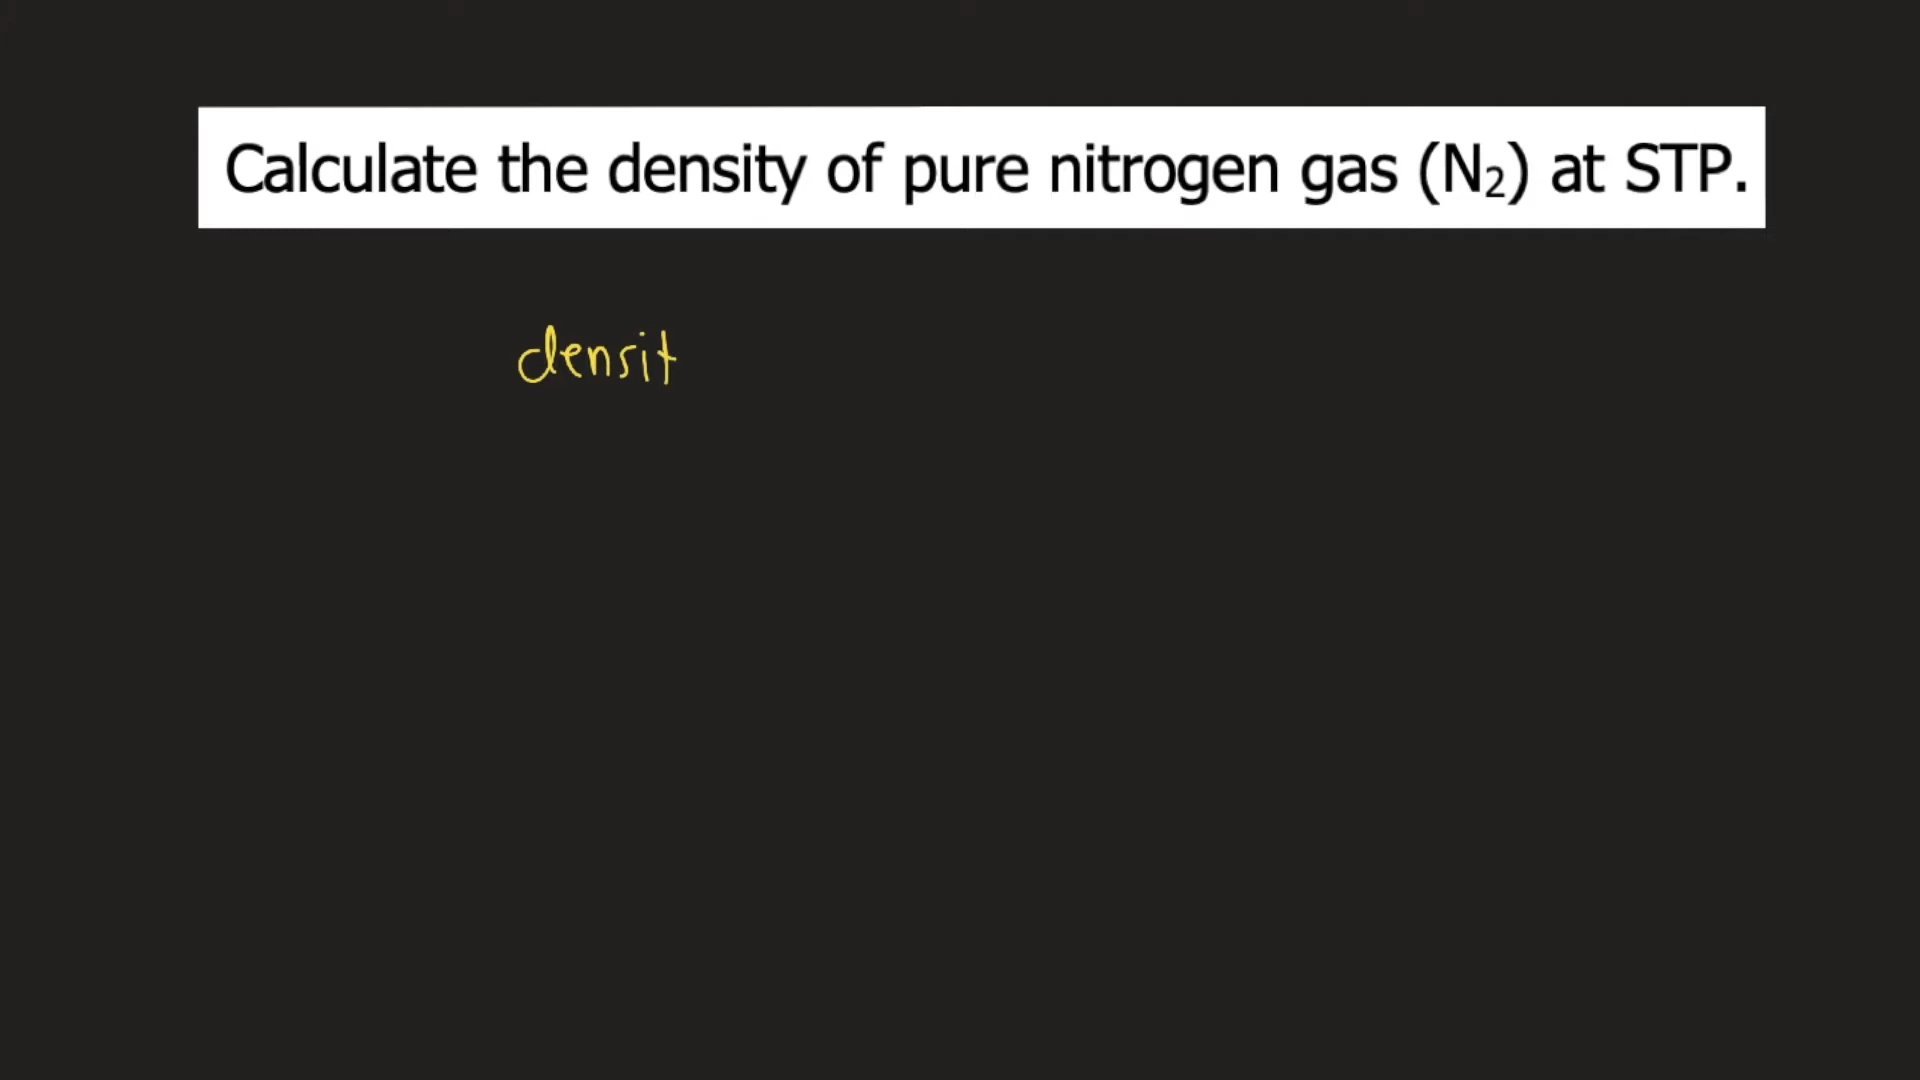 Calculate the density of pure nitrogen gas (N₂) at STP.
densit